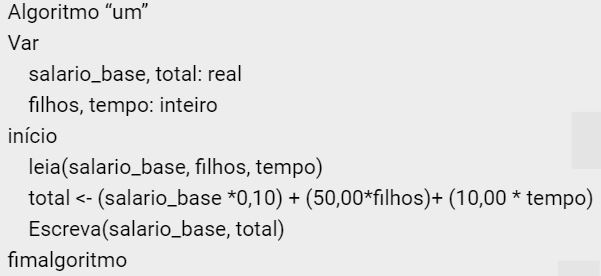 Algoritmo “um”
Var
salario_base, total: real
filhos, tempo: inteiro
início
leia(salario_base, filhos, tempo)
total <- (salario_base *0,10) + (50,00*filhos)+ (10,00 * tempo)
Escreva(salario_base, total)
fimalgoritmo